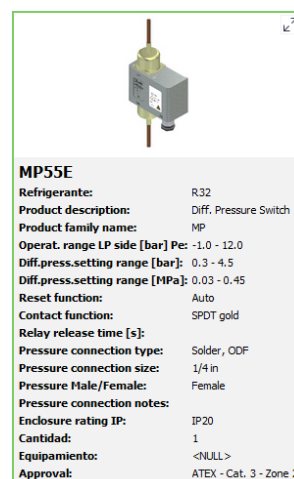 MP55E
Refrigerante: R32
Product description: Diff. Pressure Switch
Product family name: MP
Operat. range LP side [bar] Pe: -1.0 - 12.0
Diff.press.setting range [bar]: 0.3 - 4.5
Diff.press.setting range [MPa]: 0.03 - 0.45
Reset function: Auto
Contact function: SPDT gold
Relay release time [s]:
Pressure connection type: Solder, ODF
Pressure connection size: 1/4 in
Pressure Male/Female: Female
Pressure connection notes:
Enclosure rating IP: IP20
Cantidad: 1
Equipamiento: <NULL>
Approval: ATEX - Cat. 3 - Zone